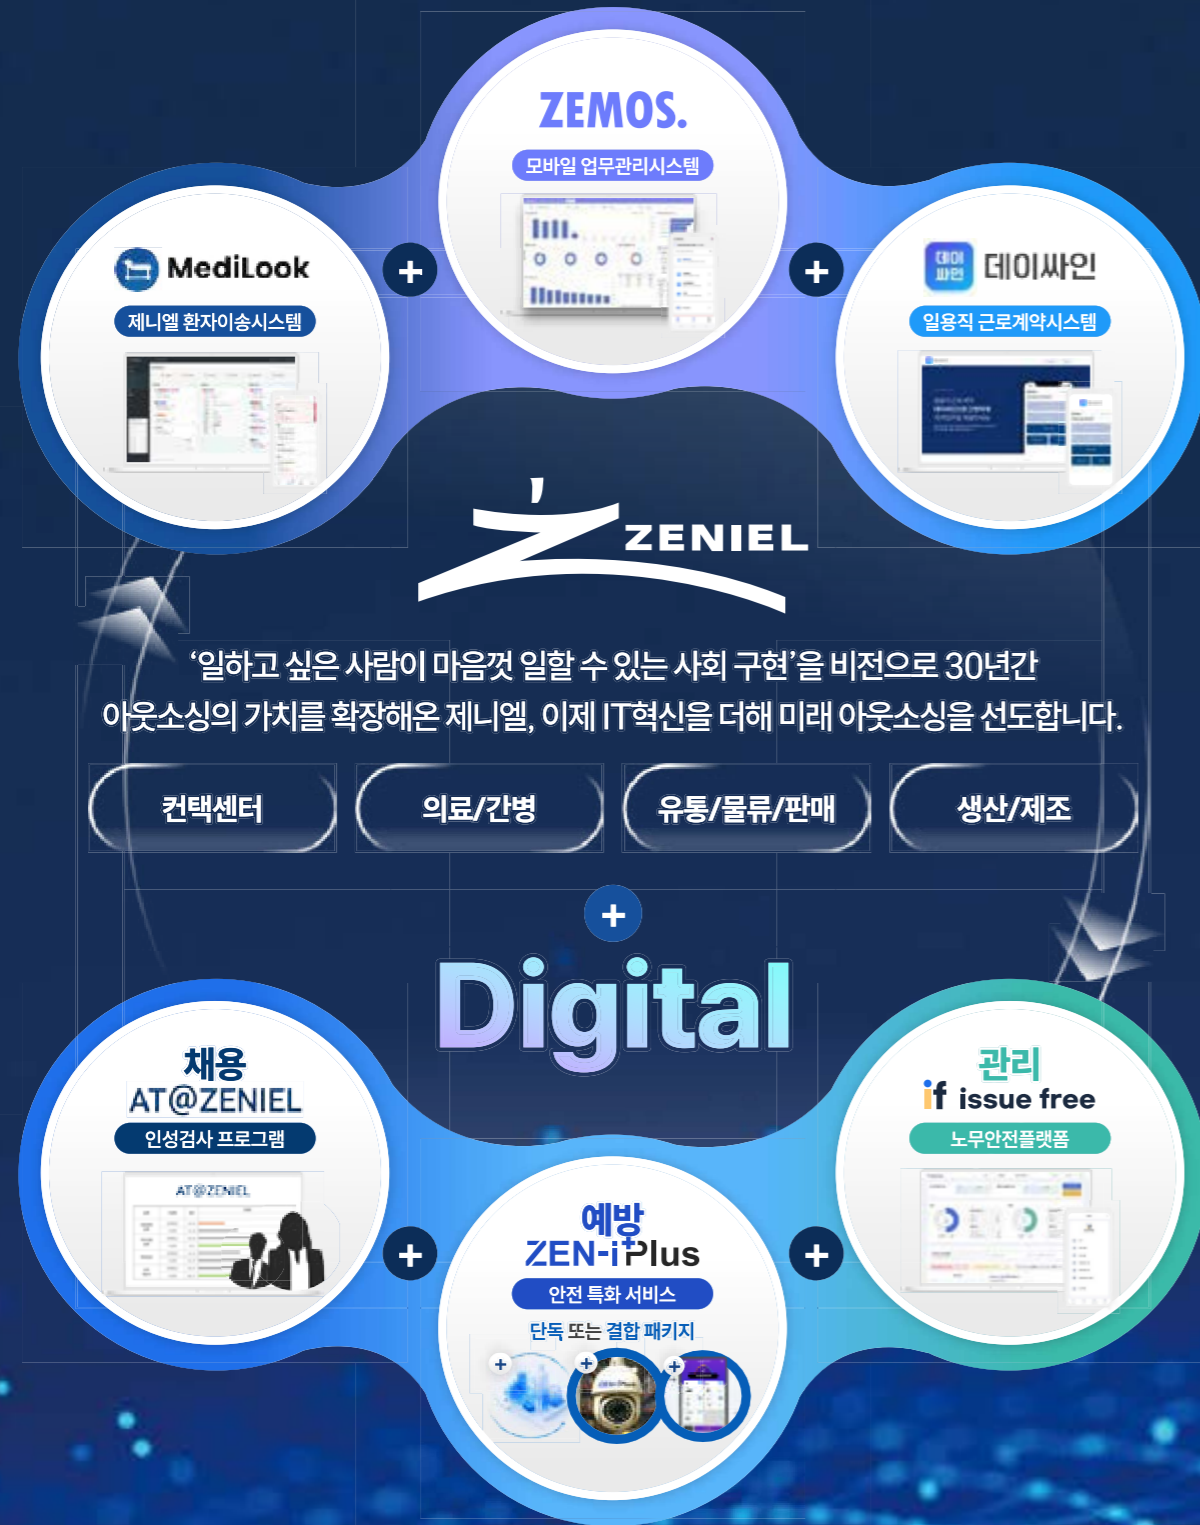 ZEMOS.
모바일 업무관리시스템
MediLook
제니엘 환자이송시스템
데이
싸인
데이싸인
일용직 근로계약시스템
ZENIEL
‘일하고 싶은 사람이 마음껏 일할 수 있는 사회 구현’을 비전으로 30년간
아웃소싱의 가치를 확장해온 제니엘, 이제 IT혁신을 더해 미래 아웃소싱을 선도합니다.
컨택센터
의료/간병
유통/물류/판매
생산/제조
+
Digital
채용
AT@ZENIEL
인성검사 프로그램
AT@ZENIEL
예방
ZEN-i+Plus
안전 특화 서비스
단독 또는 결합 패키지
관리
if issue free
노무안전플랫폼